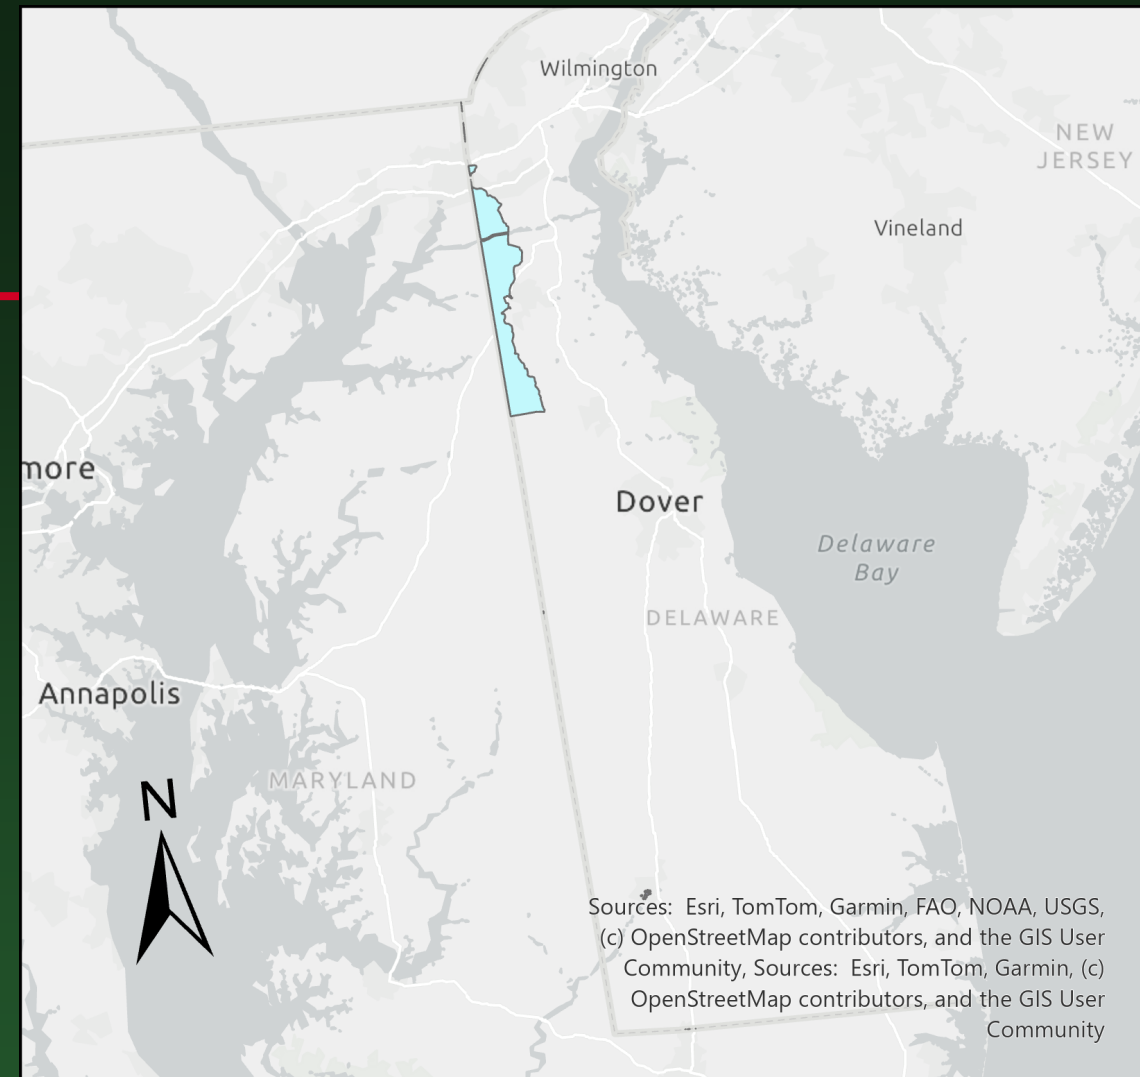 Wilmington
NEW
JERSEY
Vineland
more
Dover
Delaware
Bay
DELAWARE
Annapolis
MARYLAND
N
Sources: Esri, TomTom, Garmin, FAO, NOAA, USGS,
(c) OpenStreetMap contributors, and the GIS User
Community, Sources: Esri, TomTom, Garmin, (c)
OpenStreetMap contributors, and the GIS User
Community